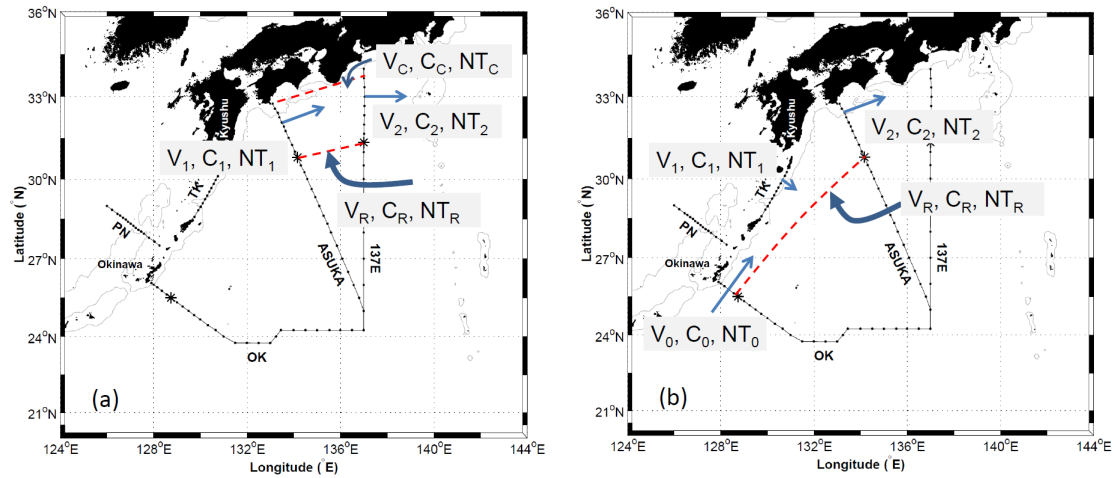 36°N
33°N
30°N
27°N
24°N
21°N
124°E
128°E
132°E
136°E
140°E
144°E
Latitude (°N)
Longitude (°E)
Kyushu
V_C, C_C, NT_C
V_2, C_2, NT_2
V_1, C_1, NT_1
V_R, C_R, NT_R
TK
PN
Okinawa
ASUKA
137E
OK
(a)
36°N
33°N
30°N
27°N
24°N
21°N
124°E
128°E
132°E
136°E
140°E
144°E
Latitude (°N)
Longitude (°E)
Kyushu
V_2, C_2, NT_2
V_1, C_1, NT_1
V_R, C_R, NT_R
TK
PN
Okinawa
ASUKA
137E
V_0, C_0, NT_0
OK
(b)